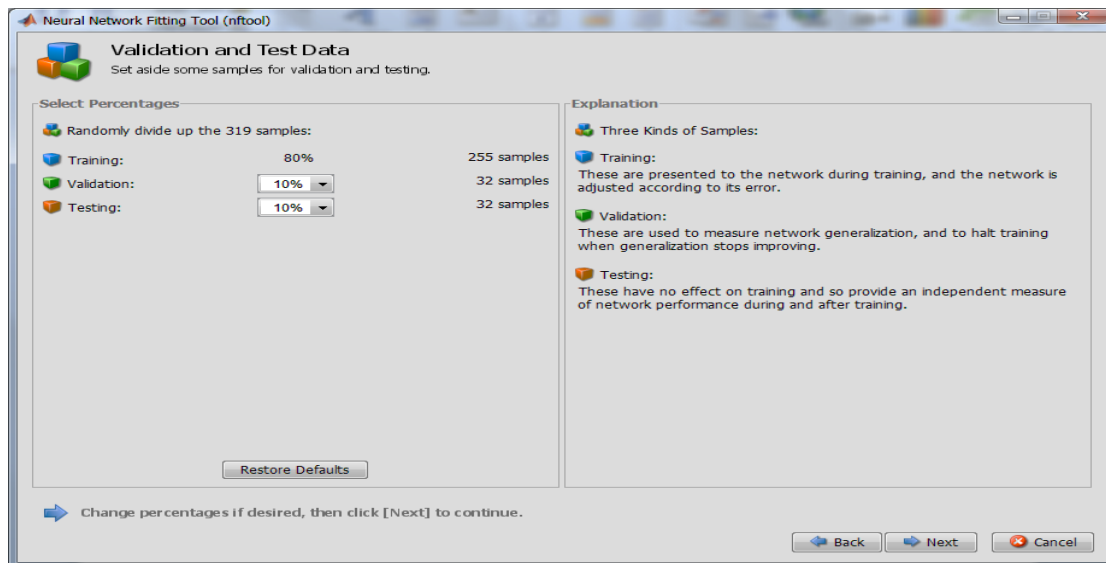 Neural Network Fitting Tool (nftool)
Validation and Test Data
Set aside some samples for validation and testing.
Select Percentages
Randomly divide up the 319 samples:
Training: 80% 255 samples
Validation: 10% 32 samples
Testing: 10% 32 samples
Restore Defaults
Explanation
Three Kinds of Samples:
Training:
These are presented to the network during training, and the network is
adjusted according to its error.
Validation:
These are used to measure network generalization, and to halt training
when generalization stops improving.
Testing:
These have no effect on training and so provide an independent measure
of network performance during and after training.
Change percentages if desired, then click [Next] to continue.
Back Next Cancel